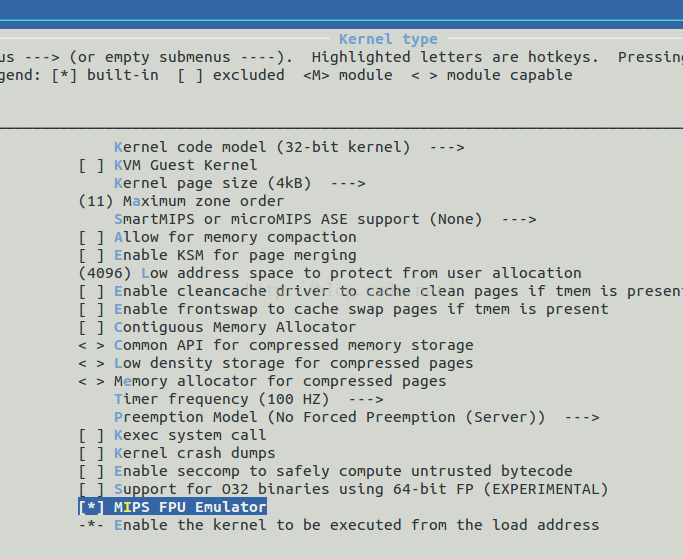 Kernel type
us ---> (or empty submenus ----).  Highlighted letters are hotkeys.  Pressing
gend: [*] built-in  [ ] excluded  <M> module  < > module capable
Kernel code model (32-bit kernel)  --->
[ ] KVM Guest Kernel
Kernel page size (4kB)  --->
(11) Maximum zone order
SmartMIPS or microMIPS ASE support (None)  --->
[ ] Allow for memory compaction
[ ] Enable KSM for page merging
(4096) Low address space to protect from user allocation
[ ] Enable cleancache driver to cache clean pages if tmem is present
[ ] Enable frontswap to cache swap pages if tmem is present
[ ] Contiguous Memory Allocator
< > Common API for compressed memory storage
< > Low density storage for compressed pages
< > Memory allocator for compressed pages
Timer frequency (100 HZ)  --->
Preemption Model (No Forced Preemption (Server))  --->
[ ] Kexec system call
[ ] Kernel crash dumps
[ ] Enable seccomp to safely compute untrusted bytecode
[ ] Support for O32 binaries using 64-bit FP (EXPERIMENTAL)
[*] MIPS FPU Emulator
-*- Enable the kernel to be executed from the load address